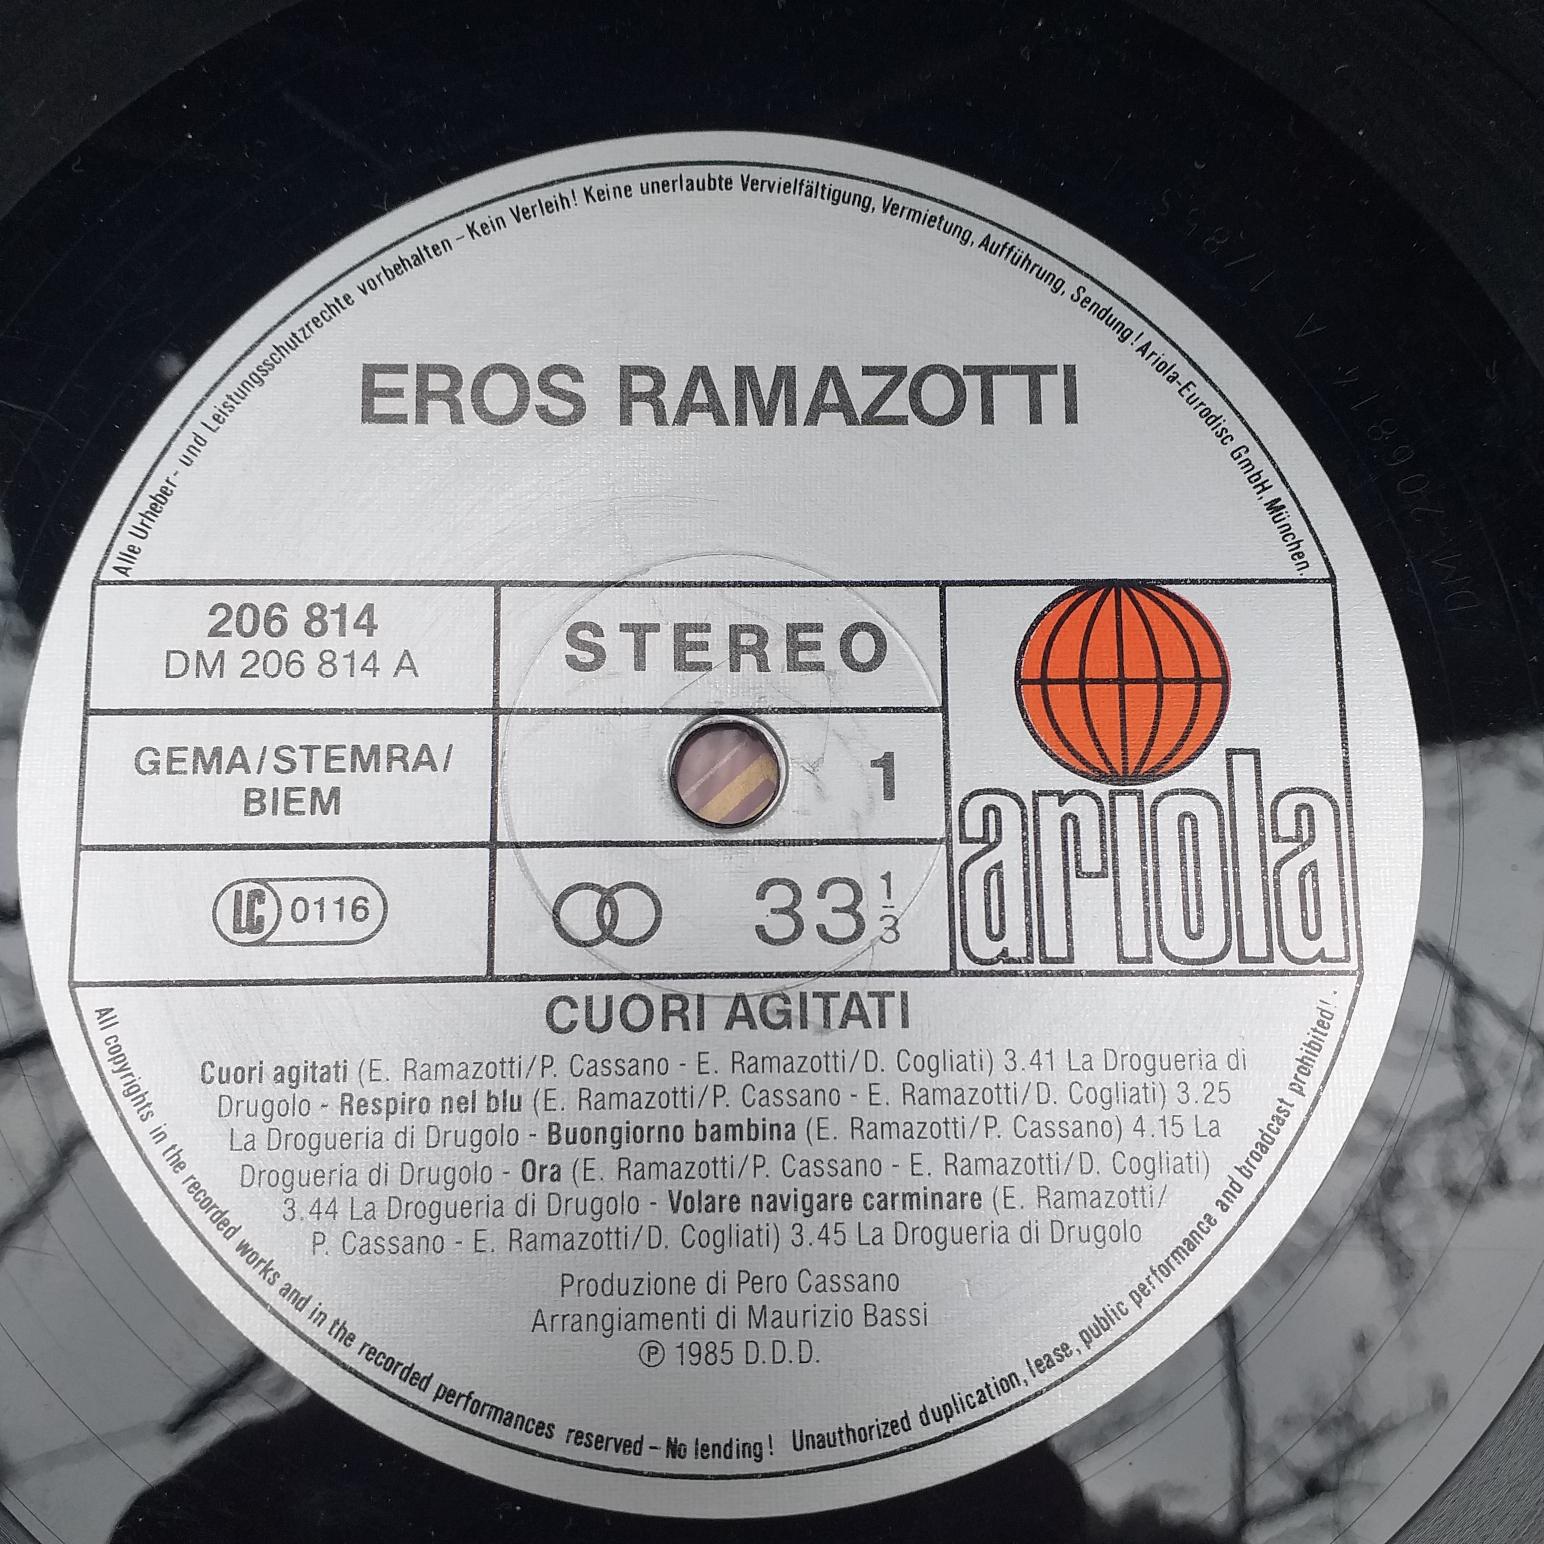 Alle Urheber- und Leistungsschutzrechte vorbehalten – Kein Verleih! Keine unerlaubte Vervielfältigung, Vermietung, Aufführung, Sendung! Ariola-Eurodisc GmbH, München.
EROS RAMAZOTTI
206 814
DM 206 814 A
STEREO
GEMA/STEMRA/
BIEM
1
LC 0116
33 1/3
ariola
CUORI AGITATI
Cuori agitati (E. Ramazotti/P. Cassano - E. Ramazotti/D. Cogliati) 3.41 La Drogueria di
Drugolo - Respiro nel blu (E. Ramazotti/P. Cassano - E. Ramazotti/D. Cogliati) 3.25
La Drogueria di Drugolo - Buongiorno bambina (E. Ramazotti/P. Cassano) 4.15 La
Drogueria di Drugolo - Ora (E. Ramazotti/P. Cassano - E. Ramazotti/D. Cogliati)
3.44 La Drogueria di Drugolo - Volare navigare carminare (E. Ramazotti/
P. Cassano - E. Ramazotti/D. Cogliati) 3.45 La Drogueria di Drugolo
Produzione di Pero Cassano
Arrangiamenti di Maurizio Bassi
℗ 1985 D.D.D.
All copyrights in the recorded works and in the recorded performances reserved – No lending! Unauthorized duplication, lease, public performance and broadcast prohibited!.